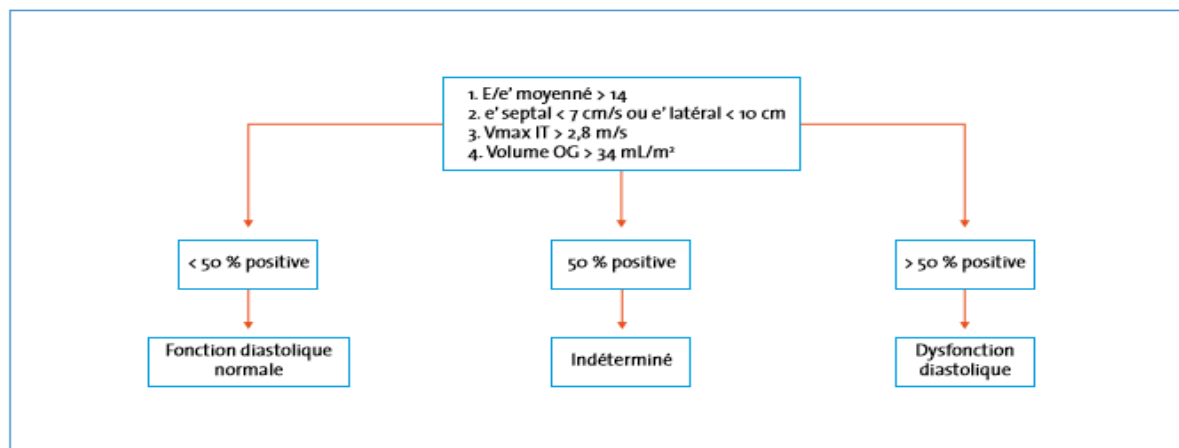 1. E/e' moyenné > 14
2. e' septal < 7 cm/s ou e' latéral < 10 cm
3. Vmax IT > 2,8 m/s
4. Volume OG > 34 mL/m²
< 50 % positive
50 % positive
> 50 % positive
Fonction diastolique
normale
Indéterminé
Dysfonction
diastolique